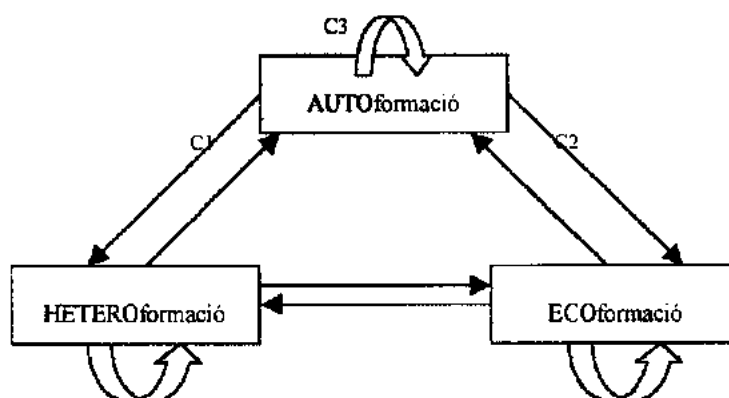 C3
AUTOformació
C1
C2
HETEROformació
ECOformació